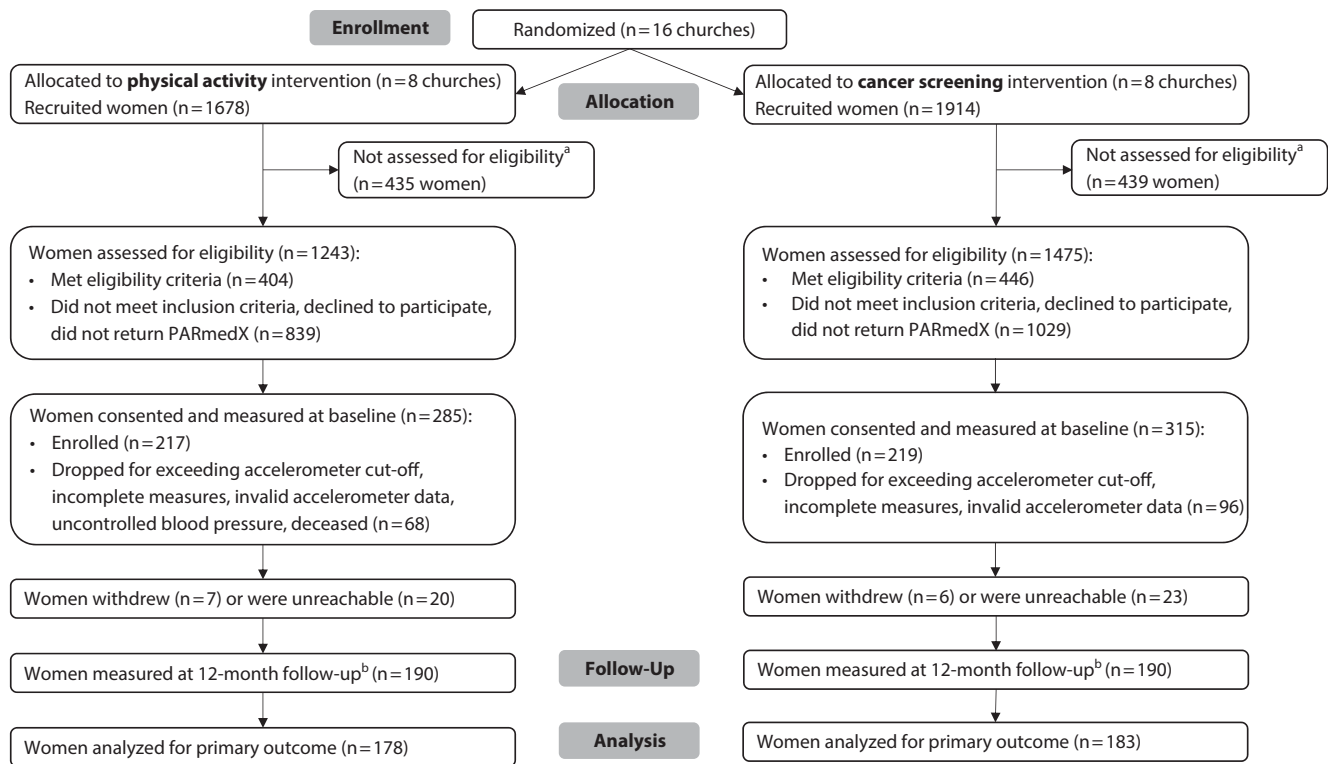 Enrollment
Randomized (n=16 churches)
Allocated to physical activity intervention (n=8 churches)
Recruited women (n=1678)
Allocation
Allocated to cancer screening intervention (n=8 churches)
Recruited women (n=1914)
Not assessed for eligibilityᵃ
(n=435 women)
Not assessed for eligibilityᵃ
(n=439 women)
Women assessed for eligibility (n=1243):
• Met eligibility criteria (n=404)
• Did not meet inclusion criteria, declined to participate,
did not return PARmedX (n=839)
Women assessed for eligibility (n=1475):
• Met eligibility criteria (n=446)
• Did not meet inclusion criteria, declined to participate,
did not return PARmedX (n=1029)
Women consented and measured at baseline (n=285):
• Enrolled (n=217)
• Dropped for exceeding accelerometer cut-off,
incomplete measures, invalid accelerometer data,
uncontrolled blood pressure, deceased (n=68)
Women consented and measured at baseline (n=315):
• Enrolled (n=219)
• Dropped for exceeding accelerometer cut-off,
incomplete measures, invalid accelerometer data (n=96)
Women withdrew (n=7) or were unreachable (n=20)
Women withdrew (n=6) or were unreachable (n=23)
Women measured at 12-month follow-upᵇ (n=190)
Follow-Up
Women measured at 12-month follow-upᵇ (n=190)
Women analyzed for primary outcome (n=178)
Analysis
Women analyzed for primary outcome (n=183)